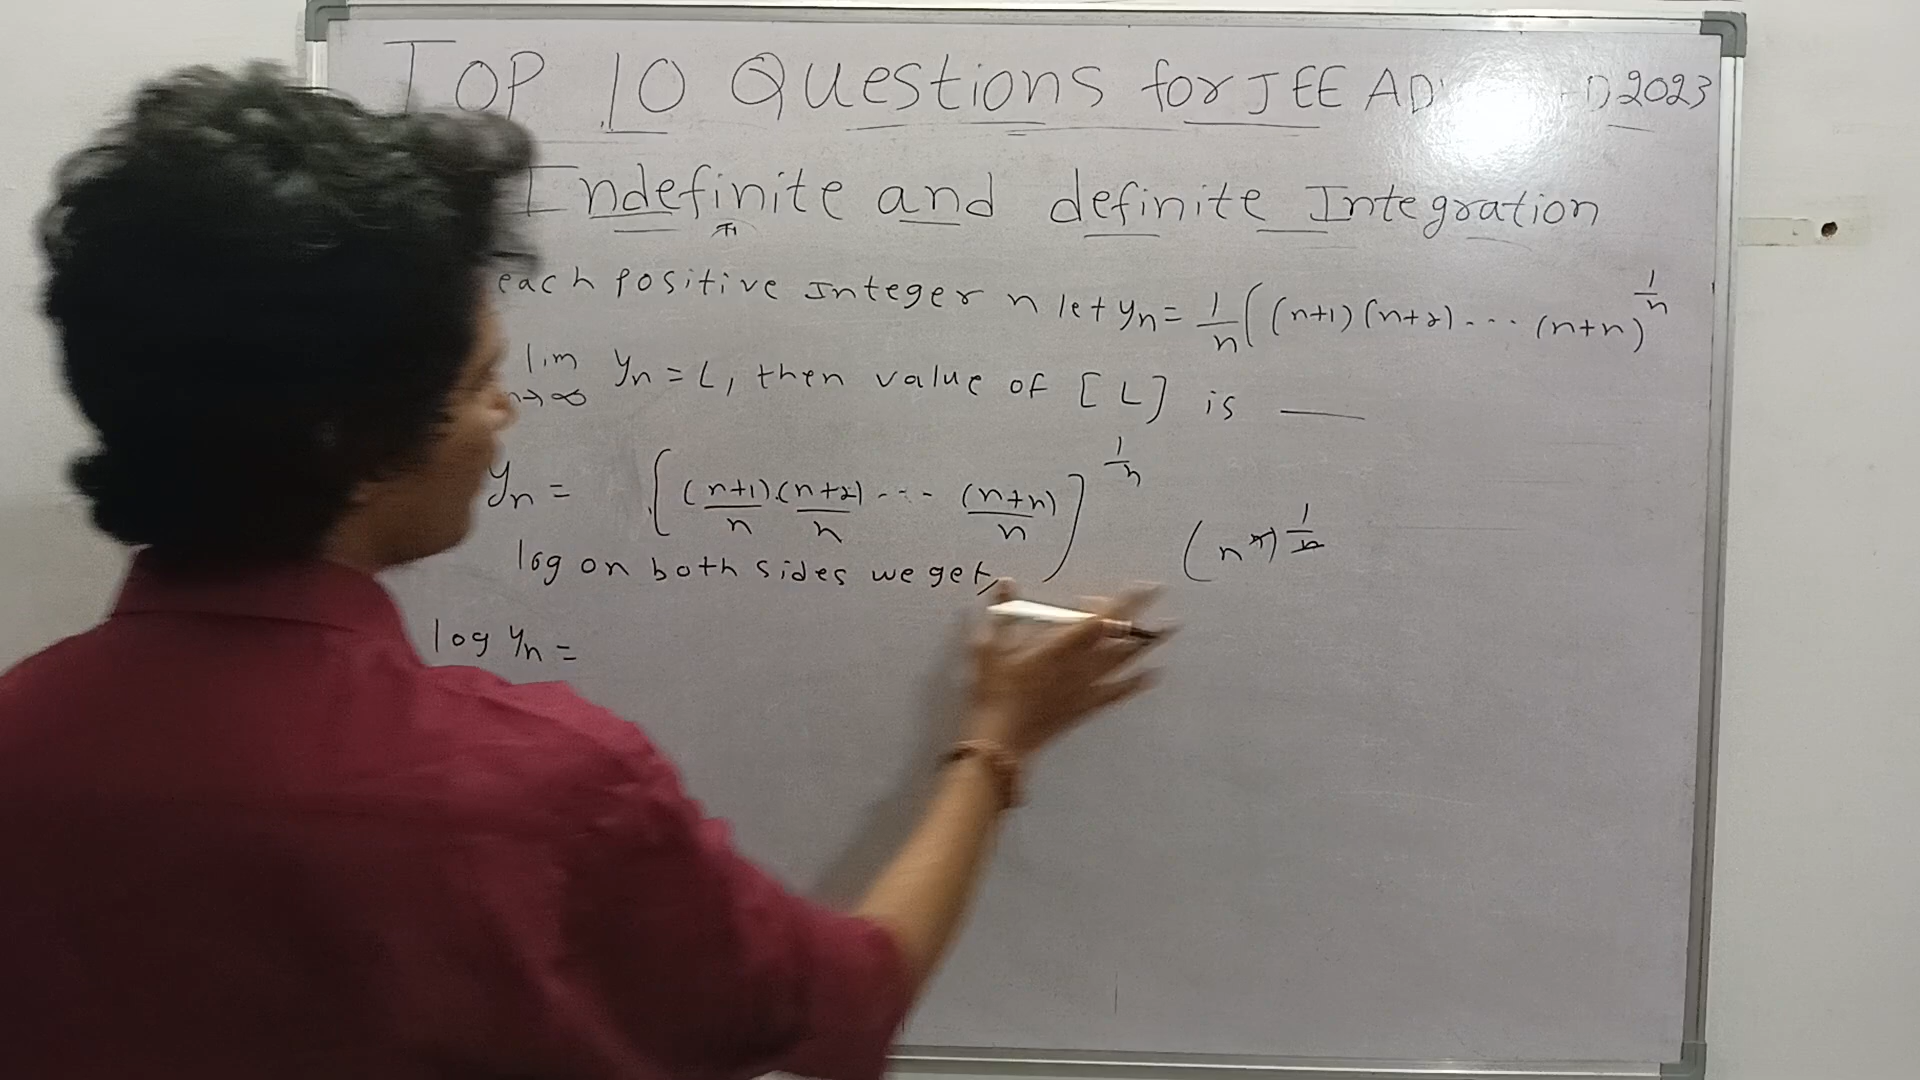 TOP 10 Questions for JEE AD 2023
Indefinite and definite Integration
each positive Integer n let yn = 1/n ((n+1)(n+2)... (n+n)^1/n
lim n→∞ yn = L, then value of [L] is ___
yn = [(n+1)/n . (n+2)/n ... (n+n)/n]^1/n
(n^n)^1/n
log on both sides we get,
log yn =